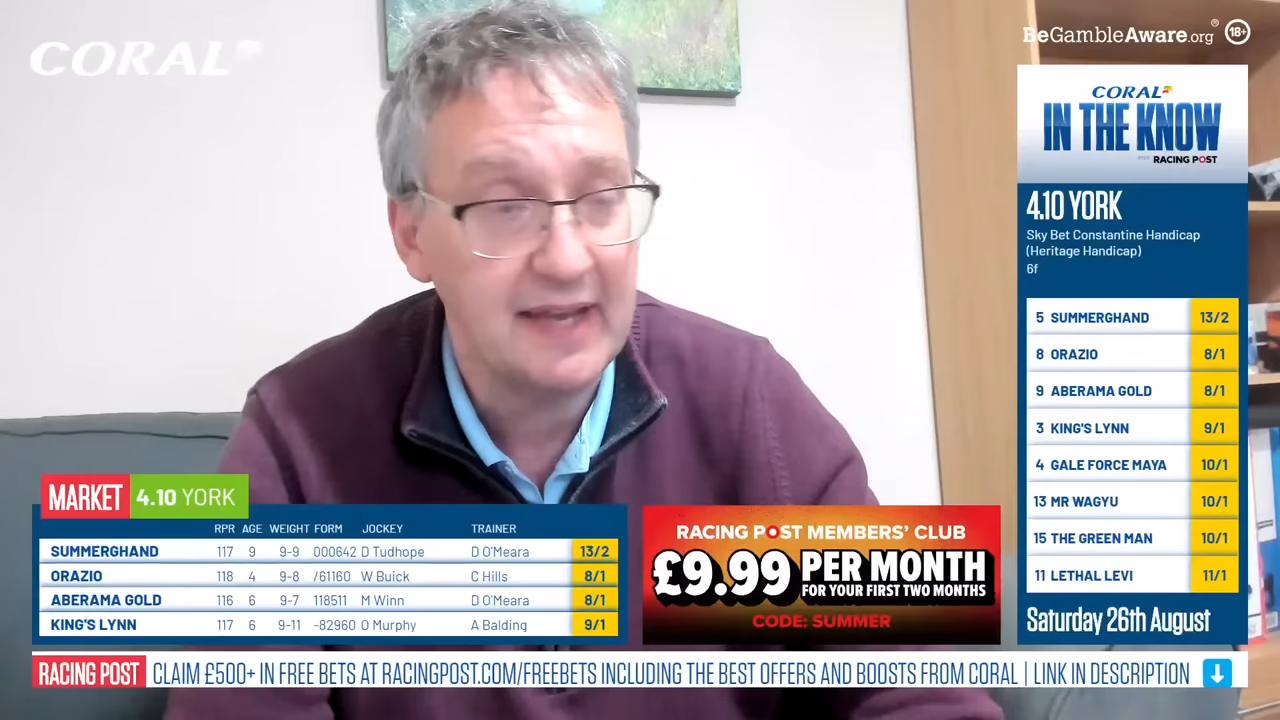 CORAL
BeGambleAware.org® 18+
CORAL
IN THE KNOW
WITH RACING POST
4.10 YORK
Sky Bet Constantine Handicap
(Heritage Handicap)
6f
5 SUMMERGHAND 13/2
8 ORAZIO 8/1
9 ABERAMA GOLD 8/1
3 KING'S LYNN 9/1
4 GALE FORCE MAYA 10/1
13 MR WAGYU 10/1
15 THE GREEN MAN 10/1
11 LETHAL LEVI 11/1
Saturday 26th August
MARKET 4.10 YORK
RPR AGE WEIGHT FORM JOCKEY TRAINER
SUMMERGHAND 117 9 9-9 000642 D Tudhope D O'Meara 13/2
ORAZIO 118 4 9-8 /61160 W Buick C Hills 8/1
ABERAMA GOLD 116 6 9-7 118511 M Winn D O'Meara 8/1
KING'S LYNN 117 6 9-11 -82960 O Murphy A Balding 9/1
RACING POST MEMBERS' CLUB
£9.99 PER MONTH
FOR YOUR FIRST TWO MONTHS
CODE: SUMMER
RACING POST CLAIM £500+ IN FREE BETS AT RACINGPOST.COM/FREEBETS INCLUDING THE BEST OFFERS AND BOOSTS FROM CORAL | LINK IN DESCRIPTION